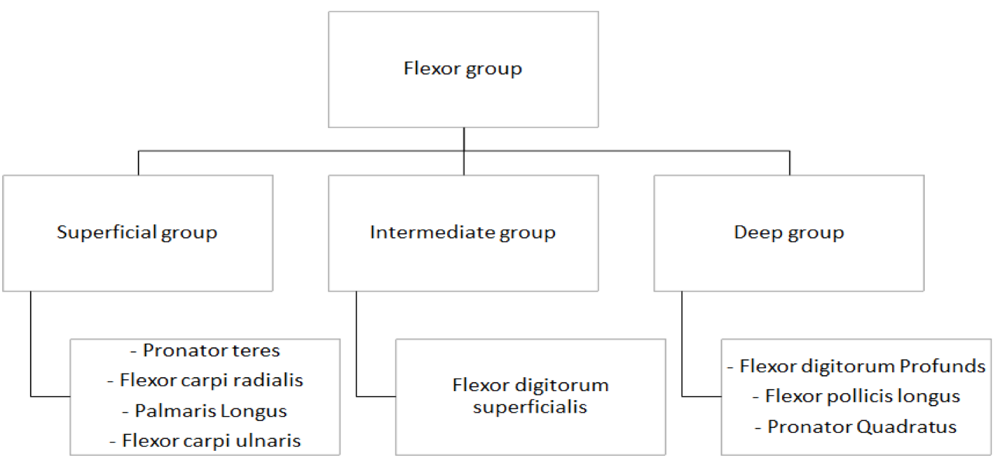 Flexor group
Superficial group
Intermediate group
Deep group
- Pronator teres
- Flexor carpi radialis
- Palmaris Longus
- Flexor carpi ulnaris
Flexor digitorum
superficialis
- Flexor digitorum Profunds
- Flexor pollicis longus
- Pronator Quadratus